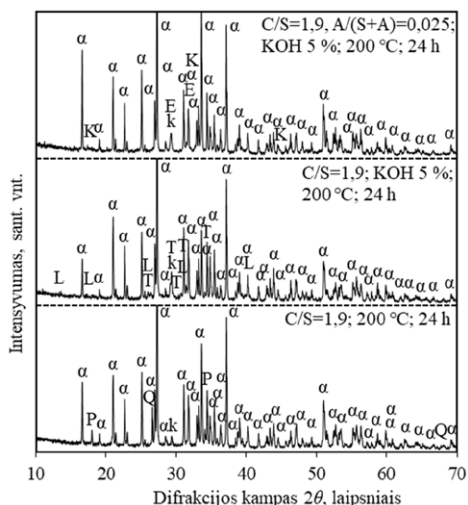 C/S=1,9, A/(S+A)=0,025;
KOH 5 %; 200 °C; 24 h
α α α α α α α α α α α α α α α α α α α α α α α α α
K α E k E K K
C/S=1,9; KOH 5 %;
200 °C; 24 h
α α α α α α α α α α α α α α α α α α α α α α α α α
L L α L T T k T T L T L
C/S=1,9; 200 °C; 24 h
α α α α α α α α α α α α α α α α α α α α α α α α α
P α Q α k P Q α
10 20 30 40 50 60 70
Difrakcijos kampas 2θ, laipsniais
Intensyvumas, sant. vnt.